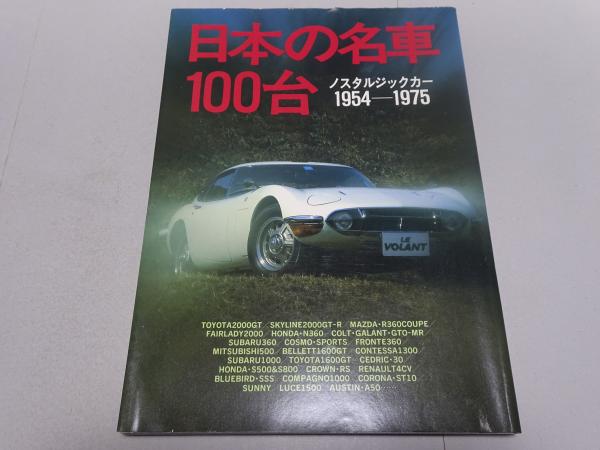 日本の名車
100台
ノスタルジックカー
1954—1975
LE
VOLANT
TOYOTA2000GT／SKYLINE2000GT-R／MAZDA・R360COUPE／
FAIRLADY2000／HONDA・N360／COLT・GALANT・GTO-MR／
SUBARU360／COSMO・SPORTS／FRONTE360／
MITSUBISHI500／BELLETT1600GT／CONTESSA1300／
SUBARU1000／TOYOTA1600GT／CEDRIC・30／
HONDA・S500&S800／CROWN・RS／RENAULT4CV／
BLUEBIRD・SSS／COMPAGNO1000／CORONA・ST10／
SUNNY／LUCE1500／AUSTIN・A50……